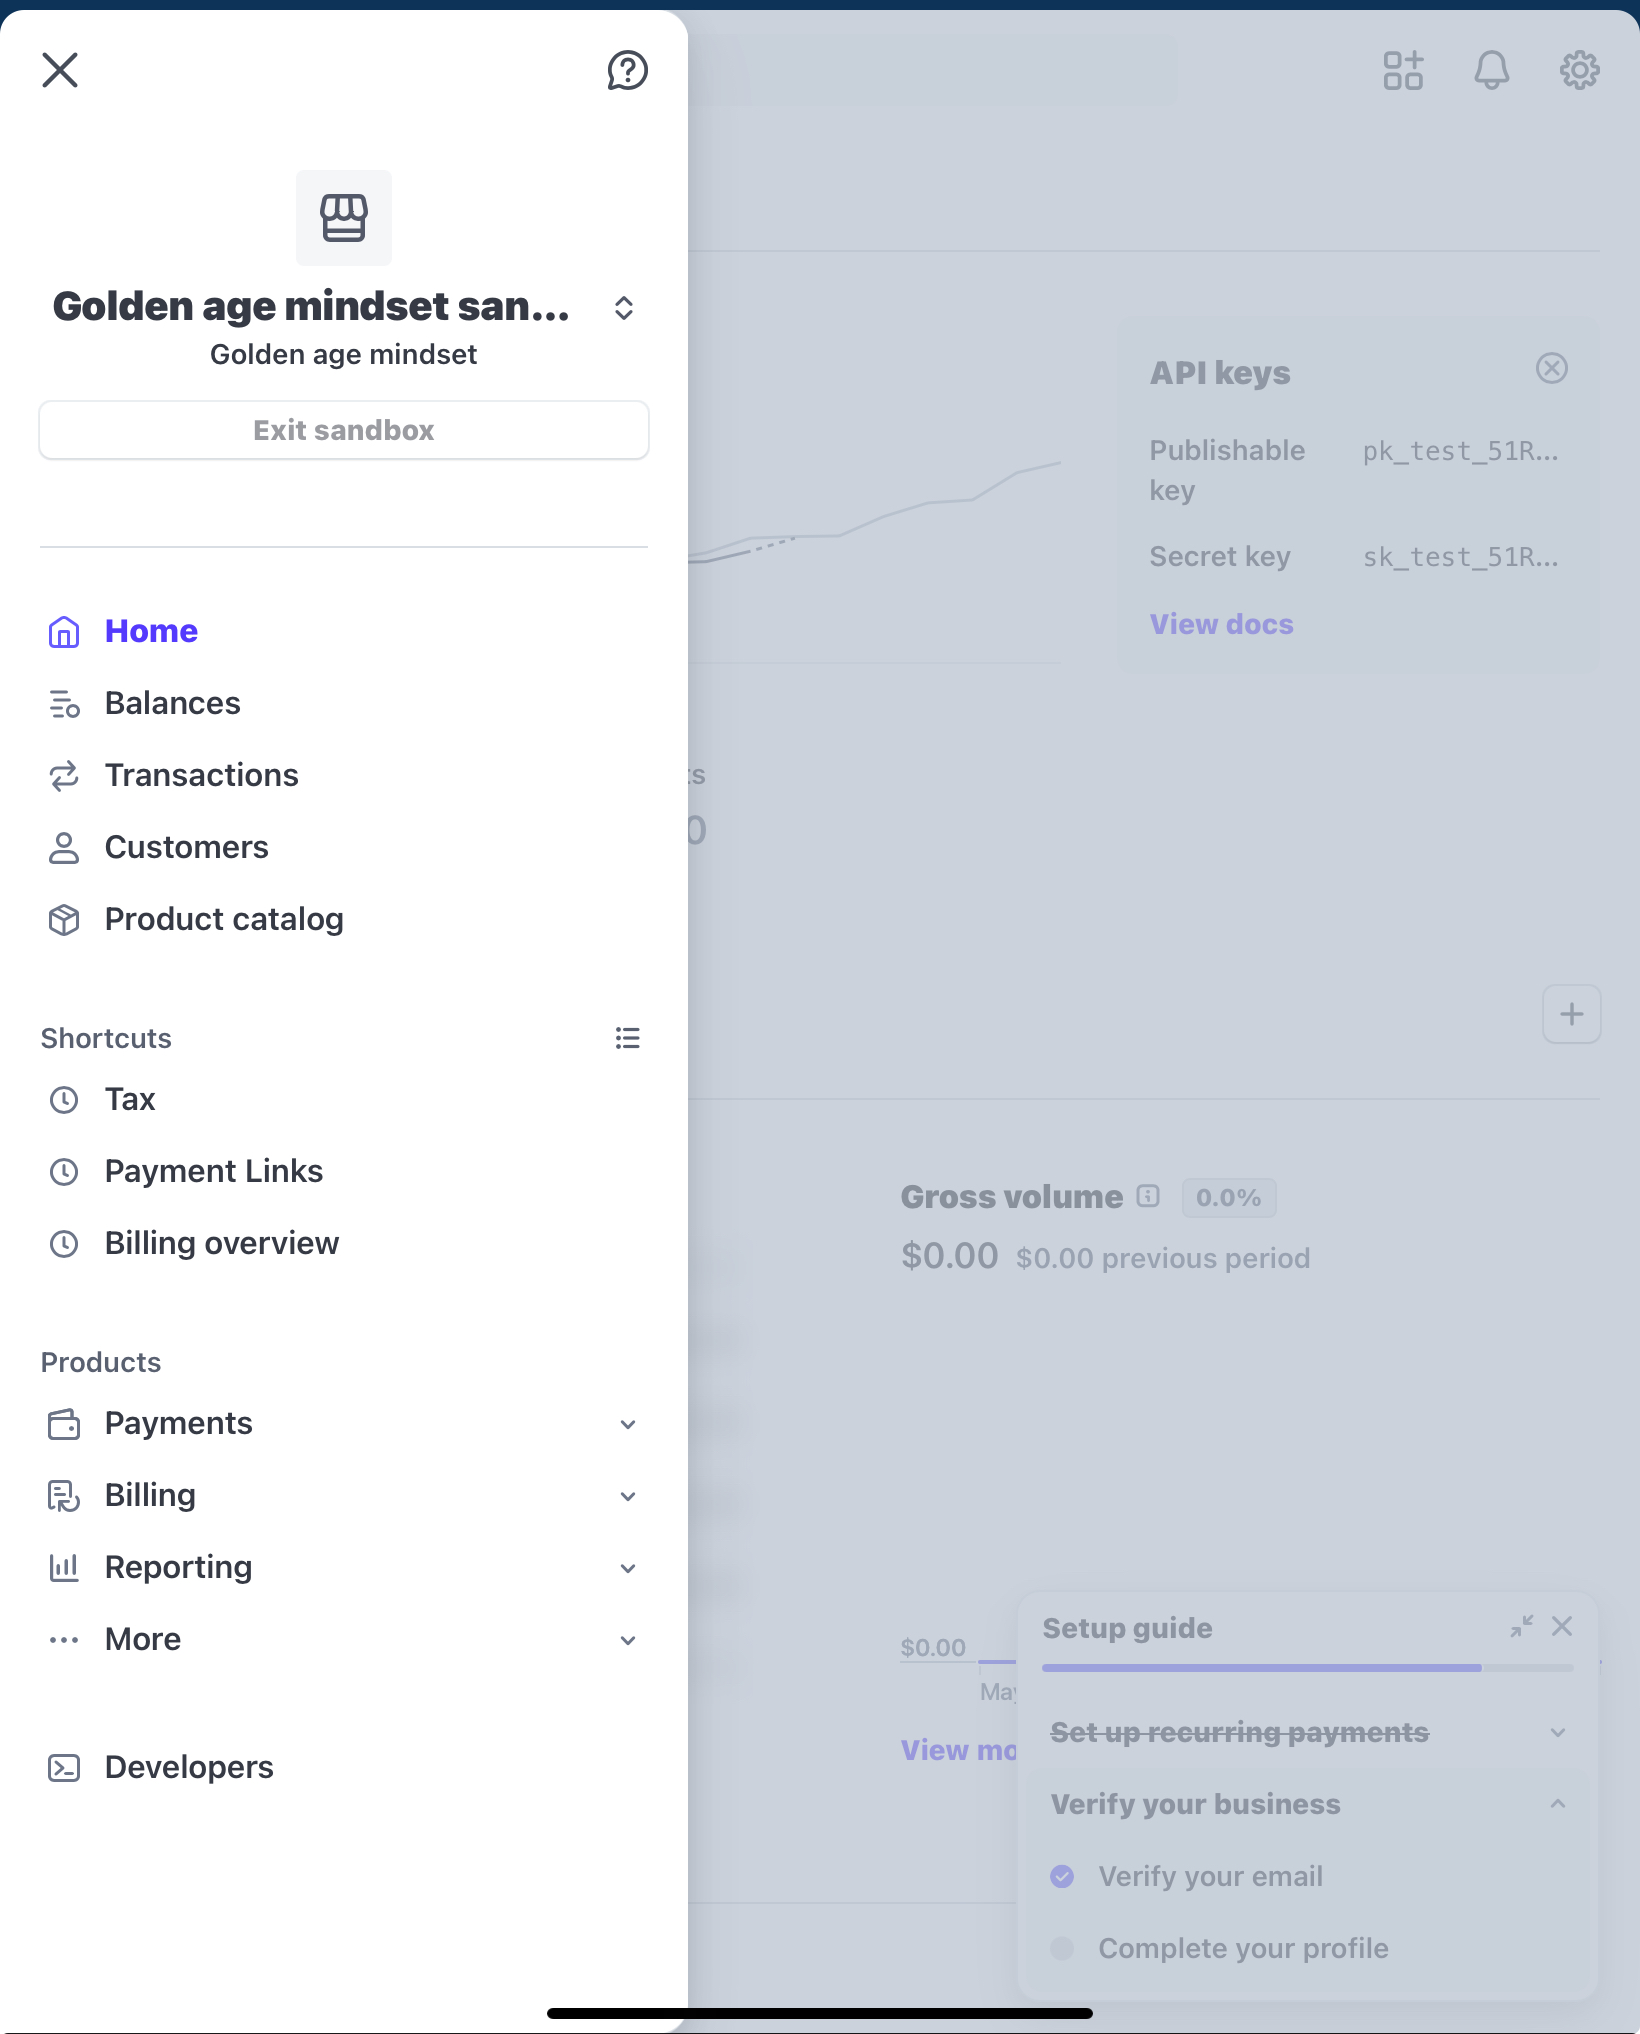 Golden age mindset san...
Golden age mindset
Exit sandbox
Home
Balances
Transactions
Customers
Product catalog
Shortcuts
Tax
Payment Links
Billing overview
Products
Payments
Billing
Reporting
More
Developers
API keys
Publishable
key
pk_test_51R...
Secret key
sk_test_51R...
View docs
ts
0
Gross volume
0.0%
$0.00 $0.00 previous period
$0.00
May
View mo
Setup guide
Set up recurring payments
Verify your business
Verify your email
Complete your profile